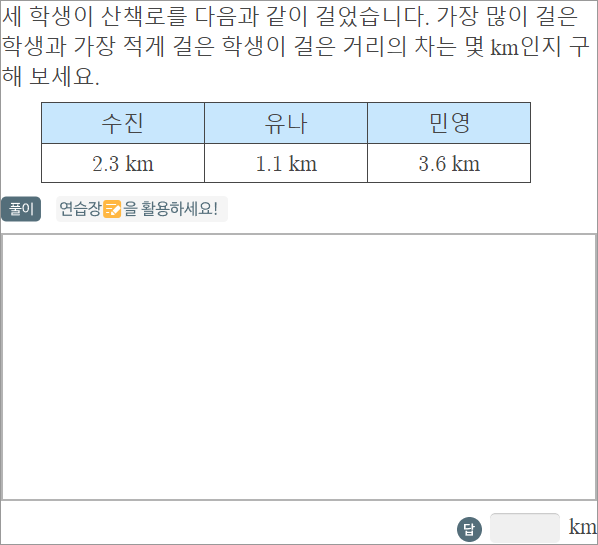 세 학생이 산책로를 다음과 같이 걸었습니다. 가장 많이 걸은
학생과 가장 적게 걸은 학생이 걸은 거리의 차는 몇 km인지 구
해 보세요.
수진 유나 민영
2.3 km 1.1 km 3.6 km
풀이 연습장을 활용하세요!
답 km